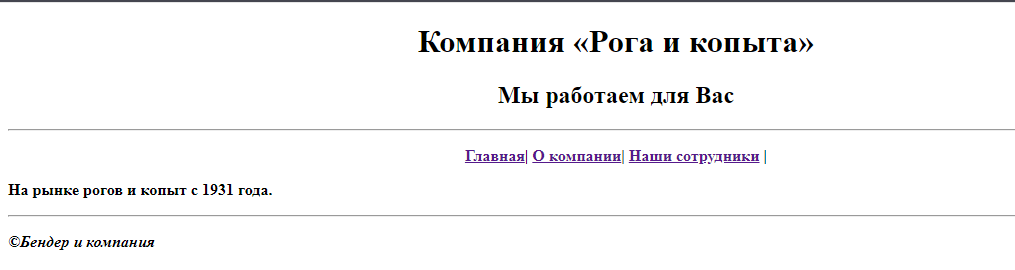 Компания «Рога и копыта»
Мы работаем для Вас
Главная| О компании| Наши сотрудники |
На рынке рогов и копыт с 1931 года.
©Бендер и компания